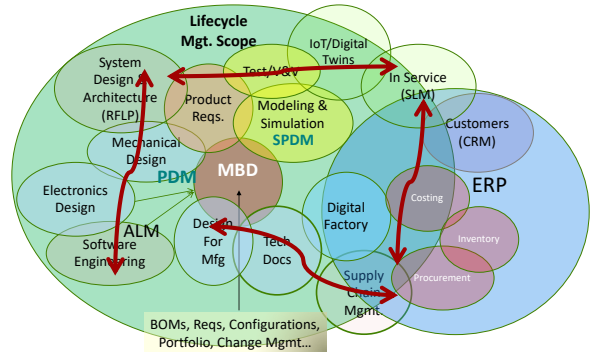 Lifecycle
Mgt. Scope
IoT/Digital
Twins
System
Design &
Architecture
(RFLP)
Test/V&V
In Service
(SLM)
Product
Reqs.
Modeling &
Simulation
SPDM
Customers
(CRM)
Mechanical
Design
PDM
MBD
ERP
Electronics
Design
Costing
Digital
Factory
ALM
Software
Engineering
Design
For
Mfg
Tech
Docs
Inventory
Supply
Chain
Mgmt
Procurement
BOMs, Reqs, Configurations,
Portfolio, Change Mgmt...